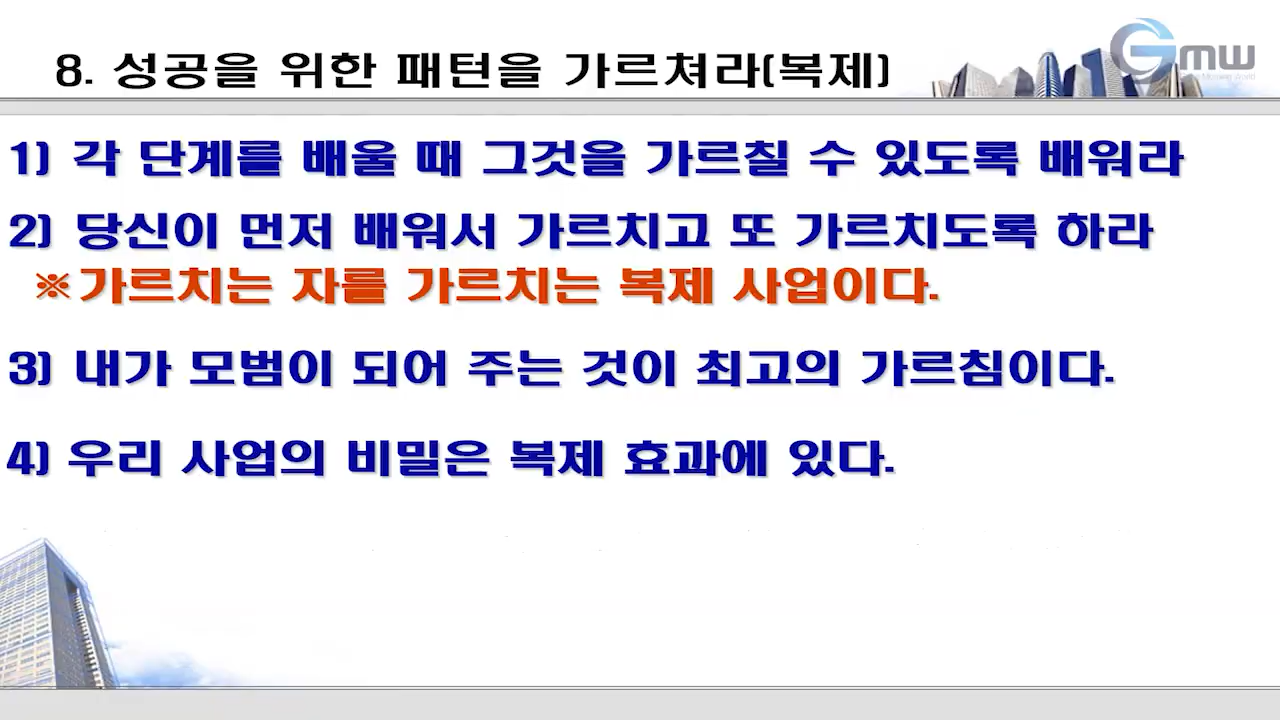 8. 성공을 위한 패턴을 가르쳐라(복제)
Gmw
1) 각 단계를 배울 때 그것을 가르칠 수 있도록 배워라
2) 당신이 먼저 배워서 가르치고 또 가르치도록 하라
※가르치는 자를 가르치는 복제 사업이다.
3) 내가 모범이 되어 주는 것이 최고의 가르침이다.
4) 우리 사업의 비밀은 복제 효과에 있다.